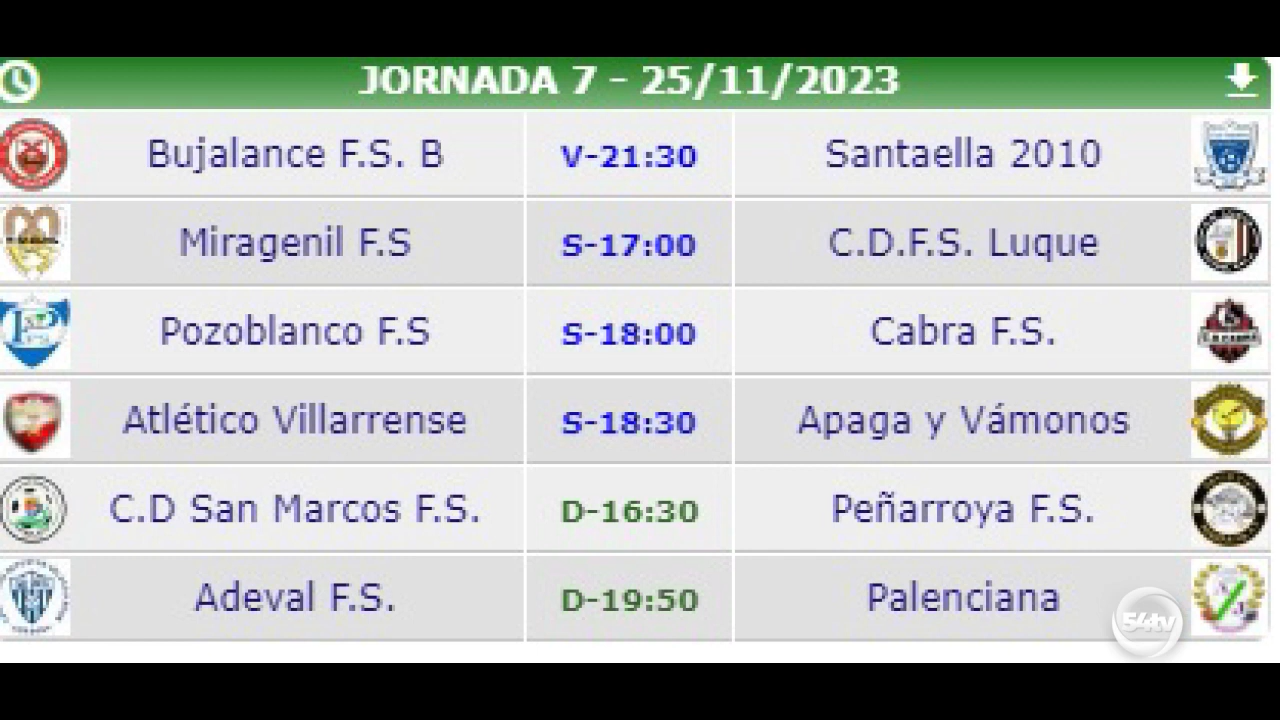 JORNADA 7 - 25/11/2023
Bujalance F.S. B V-21:30 Santaella 2010
Miragenil F.S S-17:00 C.D.F.S. Luque
Pozoblanco F.S S-18:00 Cabra F.S.
Atlético Villarrense S-18:30 Apaga y Vámonos
C.D San Marcos F.S. D-16:30 Peñarroya F.S.
Adeval F.S. D-19:50 Palenciana
54tv